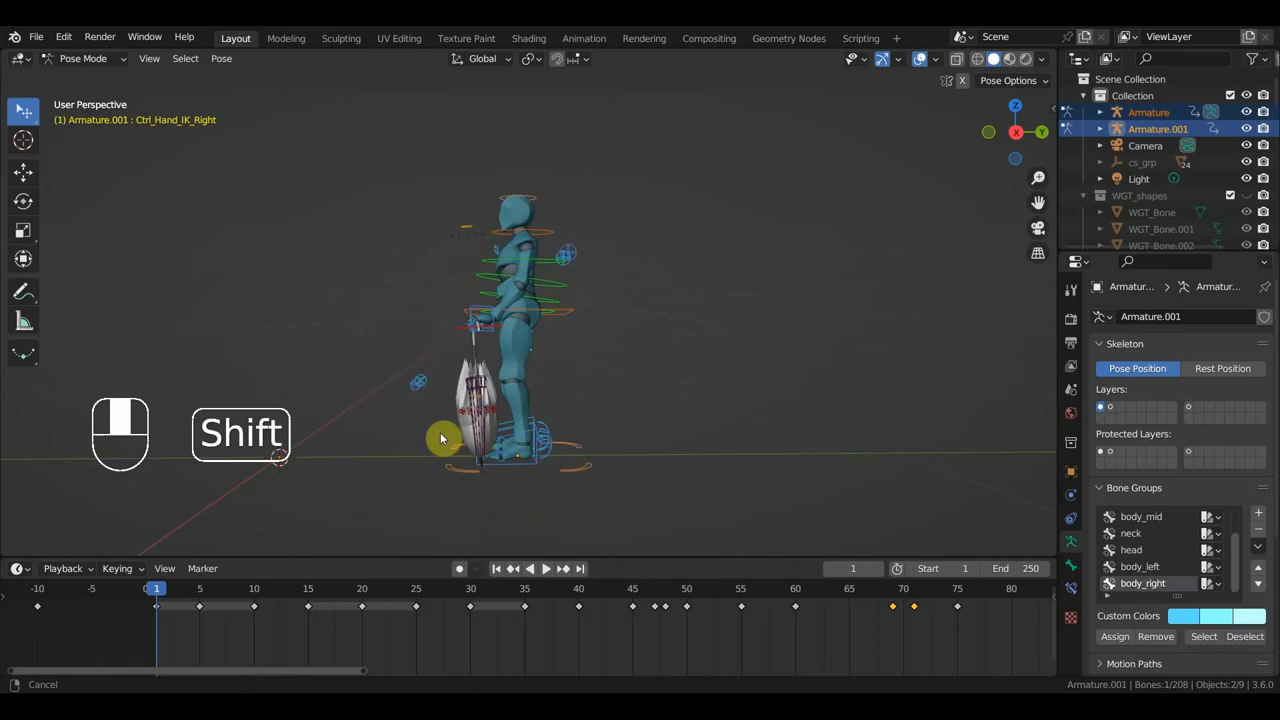 File Edit Render Window Help Layout Modeling Sculpting UV Editing Texture Paint Shading Animation Rendering Compositing Geometry Nodes Scripting + Scene ViewLayer
Pose Mode View Select Pose Global
X Pose Options
User Perspective
(1) Armature.001 : Ctrl_Hand_IK_Right
Z
X Y
Shift
Scene Collection
Collection
Armature
Armature.001
Camera
cs_grp 24
Light
WGT_shapes
WGT_Bone
WGT_Bone.001
WGT_Bone.002
Armatur... Armatur...
Armature.001
Skeleton
Pose Position Rest Position
Layers:
Protected Layers:
Bone Groups
body_mid
neck
head
body_left
body_right
Custom Colors
Assign Remove Select Deselect
Motion Paths
Playback Keying View Marker 1 Start 1 End 250
-10 -5 0 1 5 10 15 20 25 30 35 40 45 50 55 60 65 70 75 80
Cancel
Armature.001 | Bones:1/208 | Objects:2/9 | 3.6.0